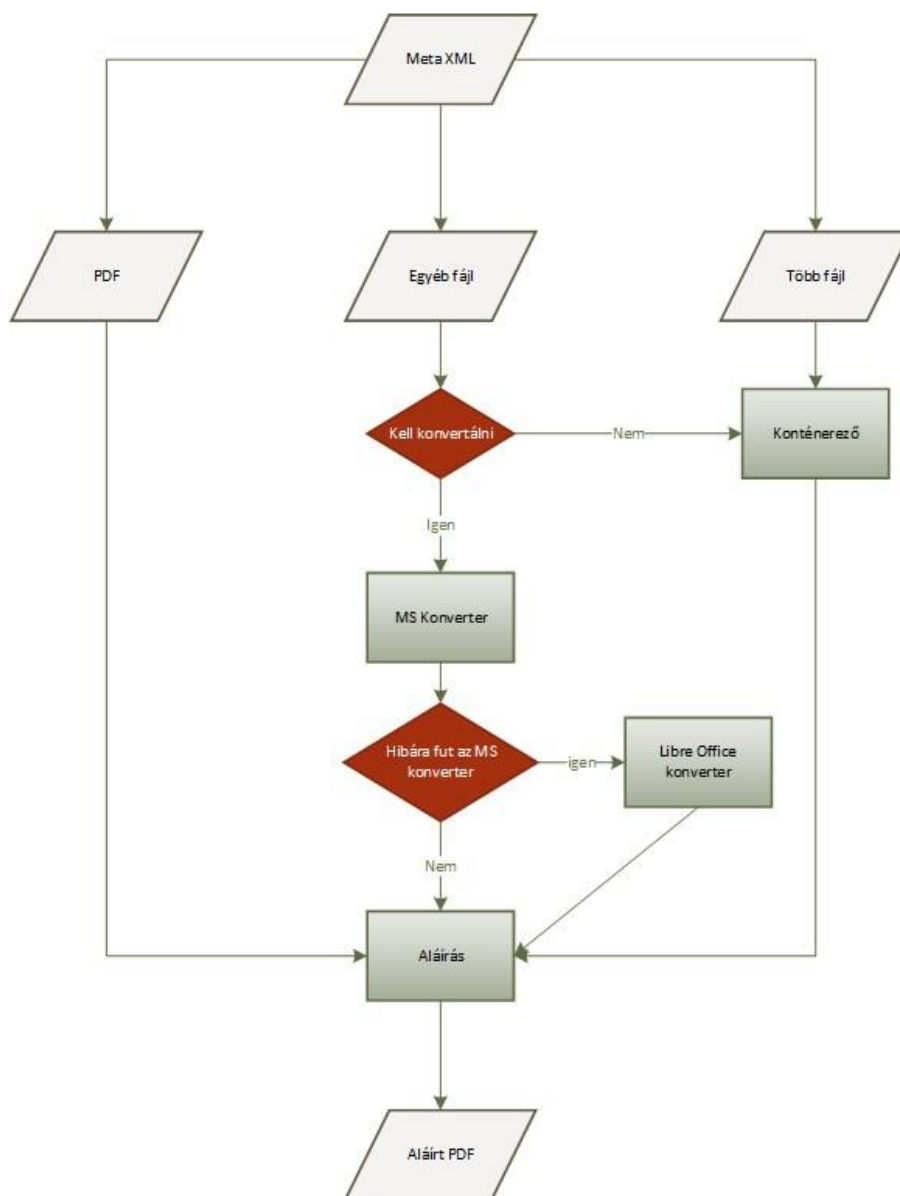 Meta XML
PDF
Egyéb fájl
Több fájl
Kell konvertálni
Nem
Konténerező
Igen
MS Konverter
Hibára fut az MS
konverter
igen
Libre Office
konverter
Nem
Aláírás
Aláírt PDF